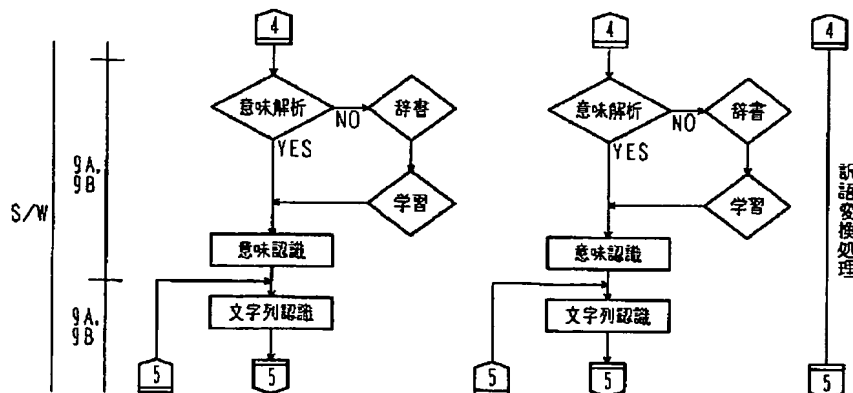 4 4 4
意味解析 NO 辞書 意味解析 NO 辞書
YES YES
9A,
9B
S/W
学習 学習
訳語変換処理
意味認識 意味認識
文字列認識 文字列認識
9A,
9B
5 5 5 5 5